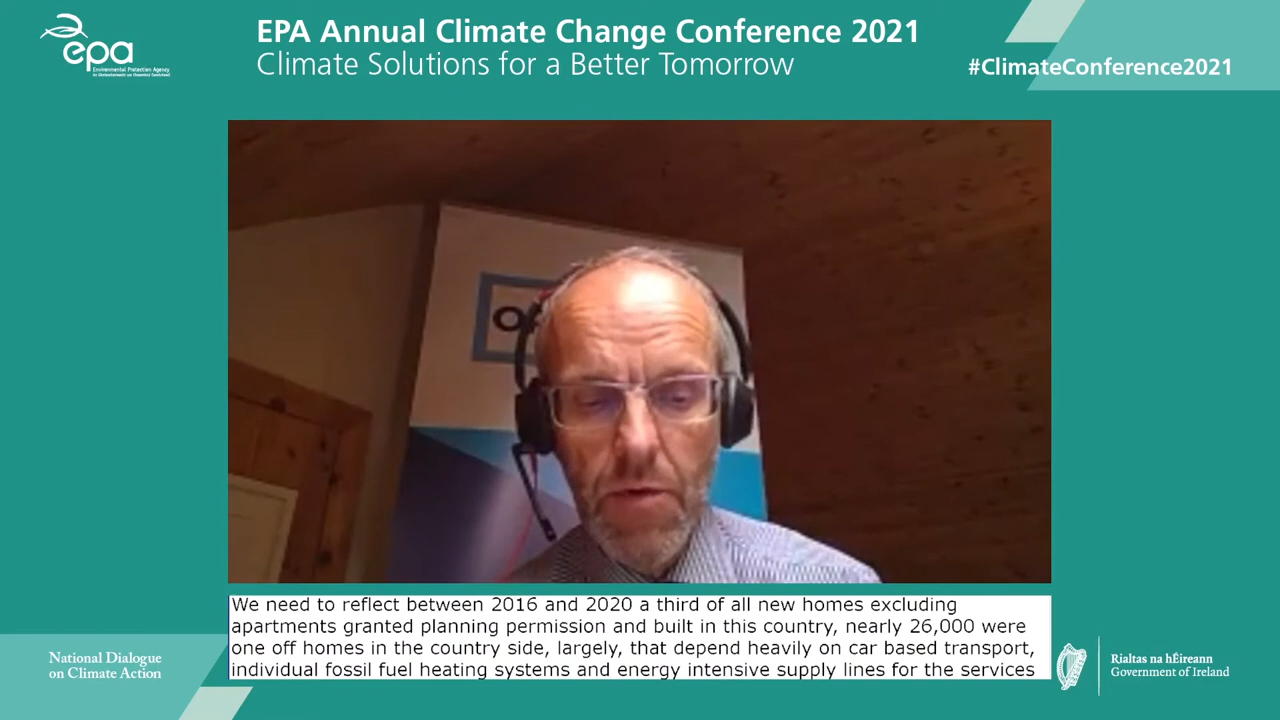 EPA Annual Climate Change Conference 2021
Climate Solutions for a Better Tomorrow
epa
Environmental Protection Agency
#ClimateConference2021
We need to reflect between 2016 and 2020 a third of all new homes excluding
apartments granted planning permission and built in this country, nearly 26,000 were
one off homes in the country side, largely, that depend heavily on car based transport,
individual fossil fuel heating systems and energy intensive supply lines for the services
National Dialogue
on Climate Action
Rialtas na hÉireann
Government of Ireland